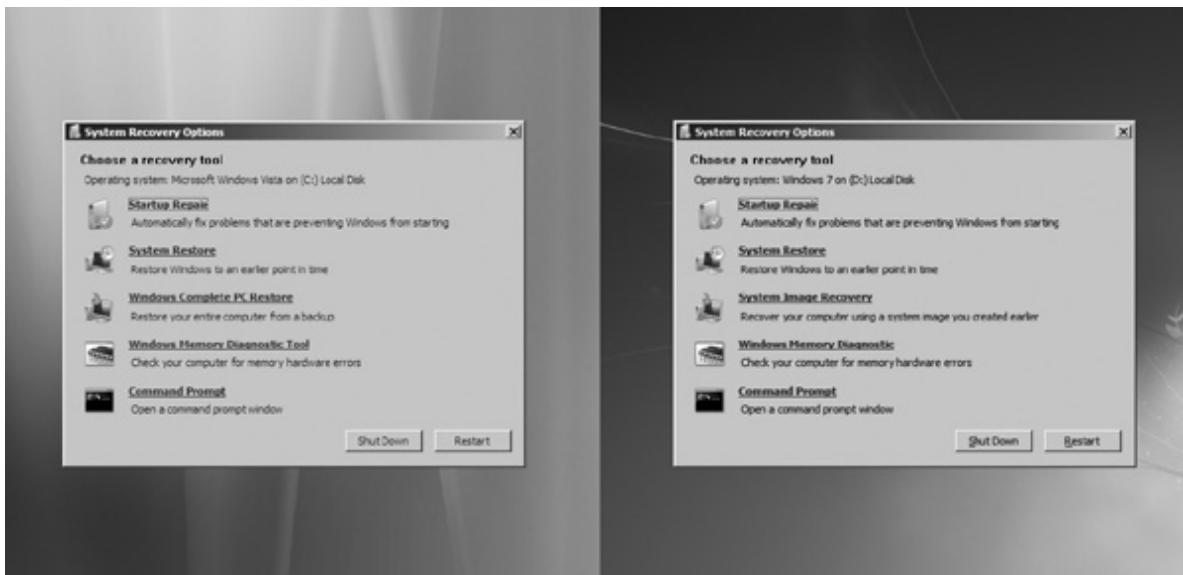 System Recovery Options
Choose a recovery tool
Operating system: Microsoft Windows Vista on (C:) Local Disk
Startup Repair
Automatically fix problems that are preventing Windows from starting
System Restore
Restore Windows to an earlier point in time
Windows Complete PC Restore
Restore your entire computer from a backup
Windows Memory Diagnostic Tool
Check your computer for memory hardware errors
Command Prompt
Open a command prompt window
Shut Down
Restart
System Recovery Options
Choose a recovery tool
Operating system: Windows 7 on (D:) Local Disk
Startup Repair
Automatically fix problems that are preventing Windows from starting
System Restore
Restore Windows to an earlier point in time
System Image Recovery
Recover your computer using a system image you created earlier
Windows Memory Diagnostic
Check your computer for memory hardware errors
Command Prompt
Open a command prompt window
Shut Down
Restart